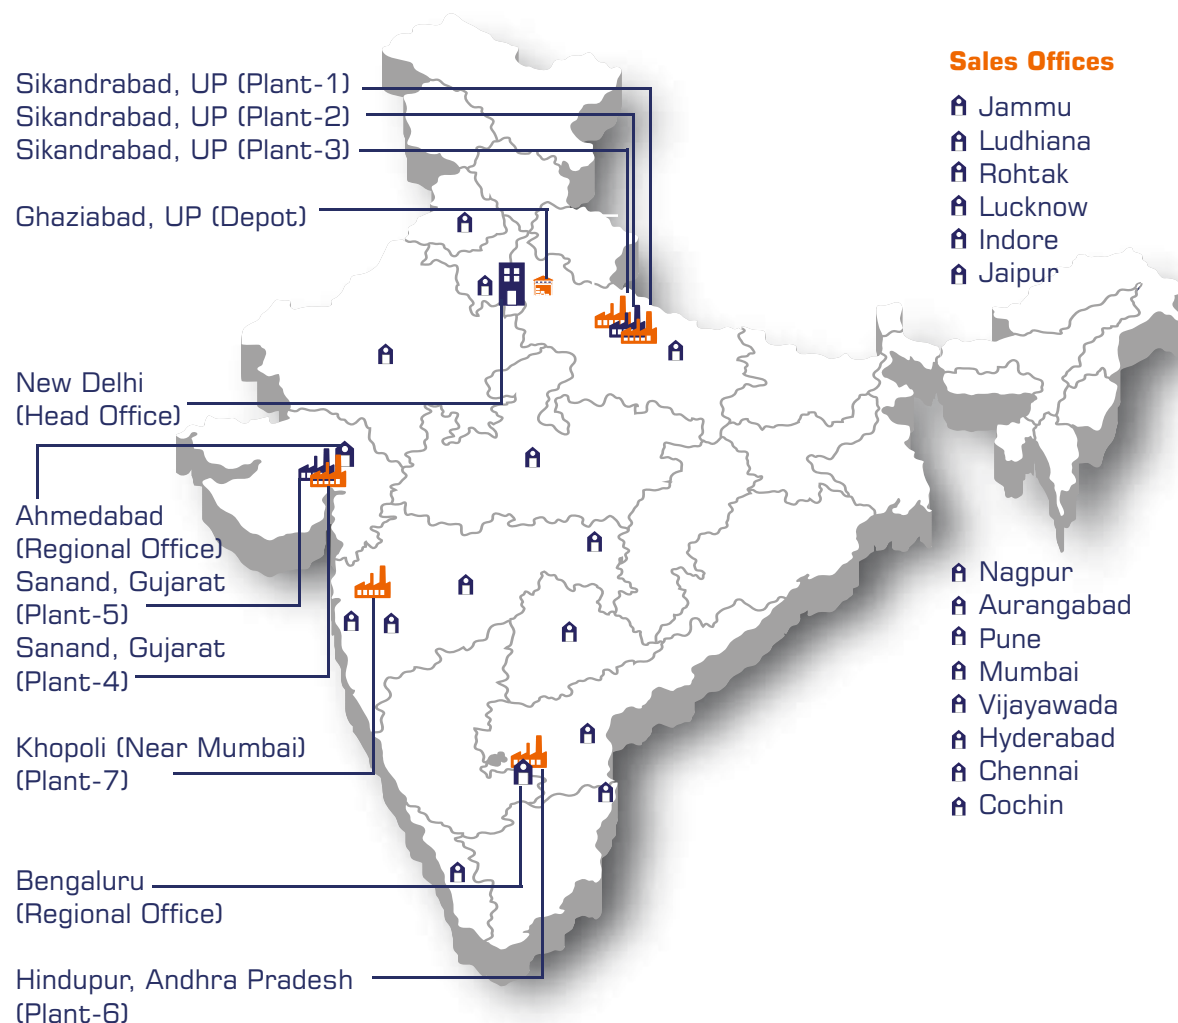 Sikandrabad, UP (Plant-1)
Sikandrabad, UP (Plant-2)
Sikandrabad, UP (Plant-3)
Ghaziabad, UP (Depot)
New Delhi
(Head Office)
Ahmedabad
(Regional Office)
Sanand, Gujarat
(Plant-5)
Sanand, Gujarat
(Plant-4)
Khopoli (Near Mumbai)
(Plant-7)
Bengaluru
(Regional Office)
Hindupur, Andhra Pradesh
(Plant-6)
Sales Offices
Jammu
Ludhiana
Rohtak
Lucknow
Indore
Jaipur
Nagpur
Aurangabad
Pune
Mumbai
Vijayawada
Hyderabad
Chennai
Cochin